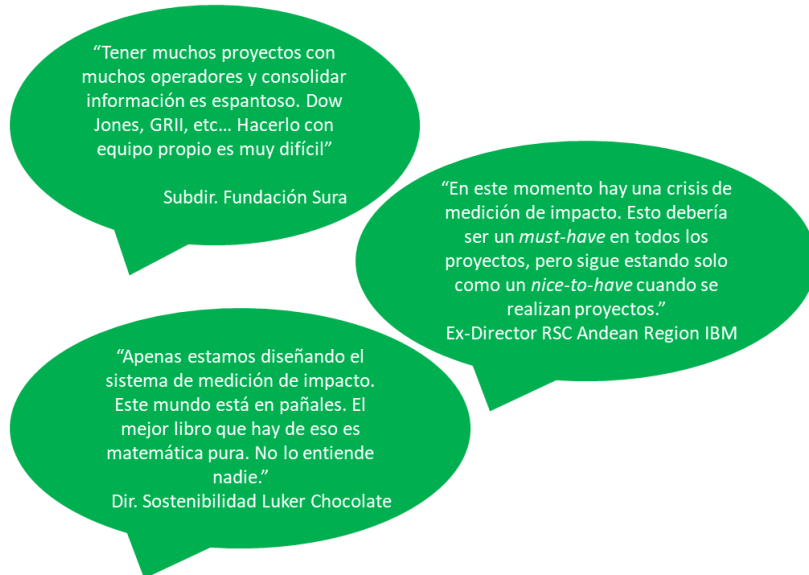 “Tener muchos proyectos con
muchos operadores y consolidar
información es espantoso. Dow
Jones, GRII, etc… Hacerlo con
equipo propio es muy difícil”
Subdir. Fundación Sura
“En este momento hay una crisis de
medición de impacto. Esto debería
ser un must-have en todos los
proyectos, pero sigue estando solo
como un nice-to-have cuando se
realizan proyectos.”
Ex-Director RSC Andean Region IBM
“Apenas estamos diseñando el
sistema de medición de impacto.
Este mundo está en pañales. El
mejor libro que hay de eso es
matemática pura. No lo entiende
nadie.”
Dir. Sostenibilidad Luker Chocolate